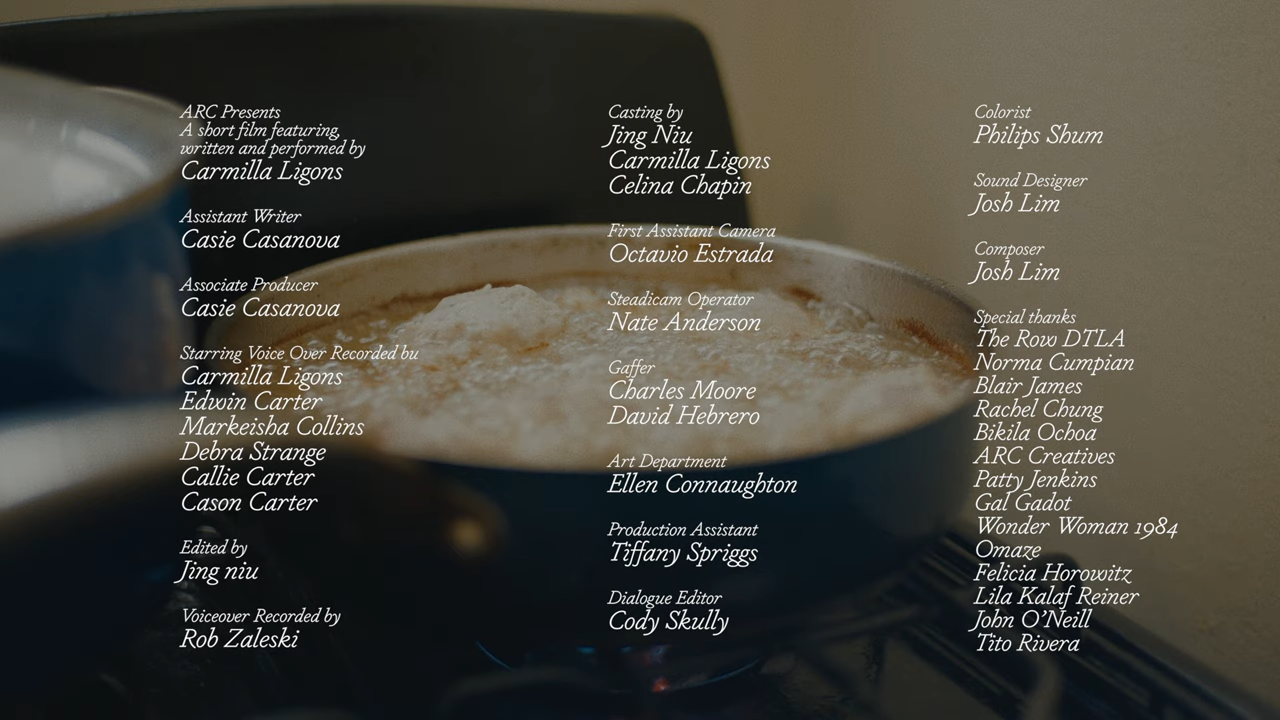 ARC Presents
A short film featuring,
written and performed by
Carmilla Ligons
Assistant Writer
Casie Casanova
Associate Producer
Casie Casanova
Starring Voice Over Recorded bu
Carmilla Ligons
Edwin Carter
Markeisha Collins
Debra Strange
Callie Carter
Cason Carter
Edited by
Jing niu
Voiceover Recorded by
Rob Zaleski
Casting by
Jing Niu
Carmilla Ligons
Celina Chapin
First Assistant Camera
Octavio Estrada
Steadicam Operator
Nate Anderson
Gaffer
Charles Moore
David Hebrero
Art Department
Ellen Connaughton
Production Assistant
Tiffany Spriggs
Dialogue Editor
Cody Skully
Colorist
Philips Shum
Sound Designer
Josh Lim
Composer
Josh Lim
Special thanks
The Row DTLA
Norma Cumpian
Blair James
Rachel Chung
Bikila Ochoa
ARC Creatives
Patty Jenkins
Gal Gadot
Wonder Woman 1984
Omaze
Felicia Horowitz
Lila Kalaf Reiner
John O'Neill
Tito Rivera